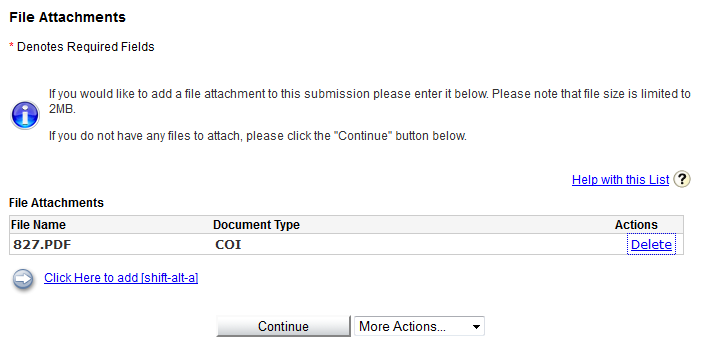 File Attachments
* Denotes Required Fields
If you would like to add a file attachment to this submission please enter it below. Please note that file size is limited to
2MB.
If you do not have any files to attach, please click the "Continue" button below.
Help with this List ?
File Attachments
File Name Document Type Actions
827.PDF COI Delete
Click Here to add [shift-alt-a]
Continue More Actions...